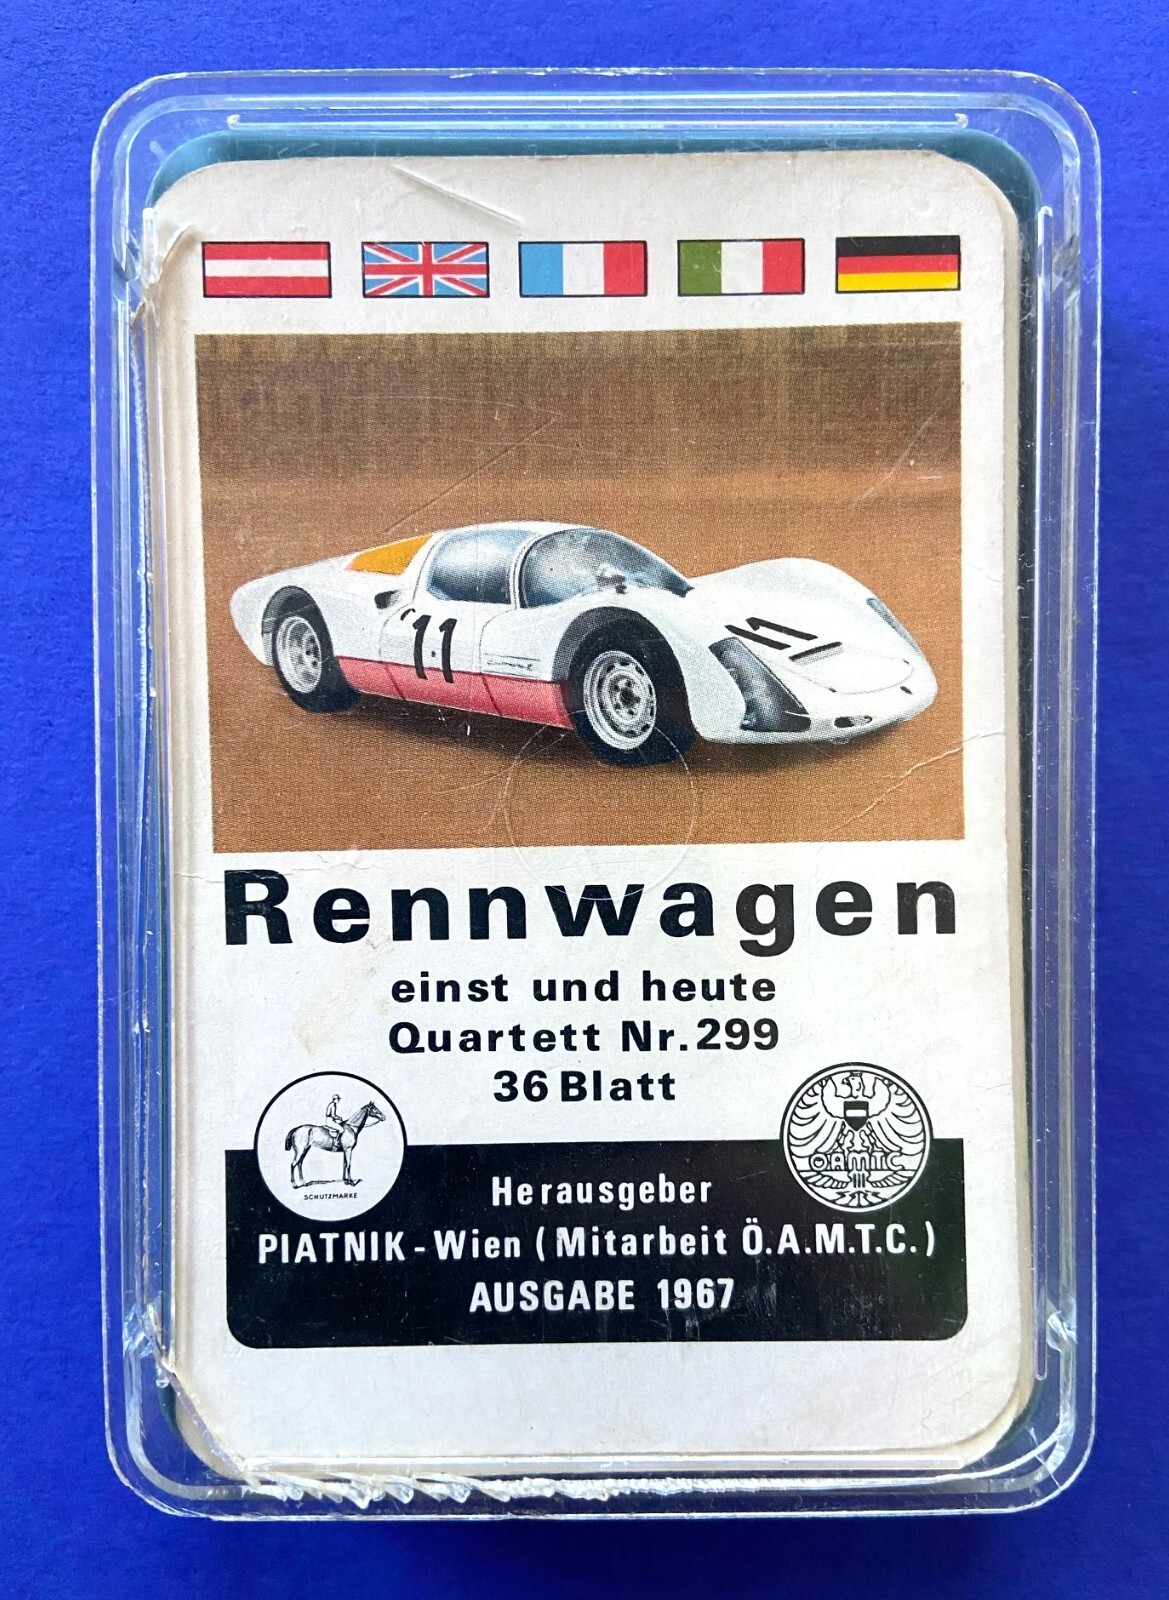 11
11
Rennwagen
einst und heute
Quartett Nr. 299
36 Blatt
SCHUTZMARKE
ÖAMTC
Herausgeber
PIATNIK - Wien (Mitarbeit Ö.A.M.T.C.)
AUSGABE 1967